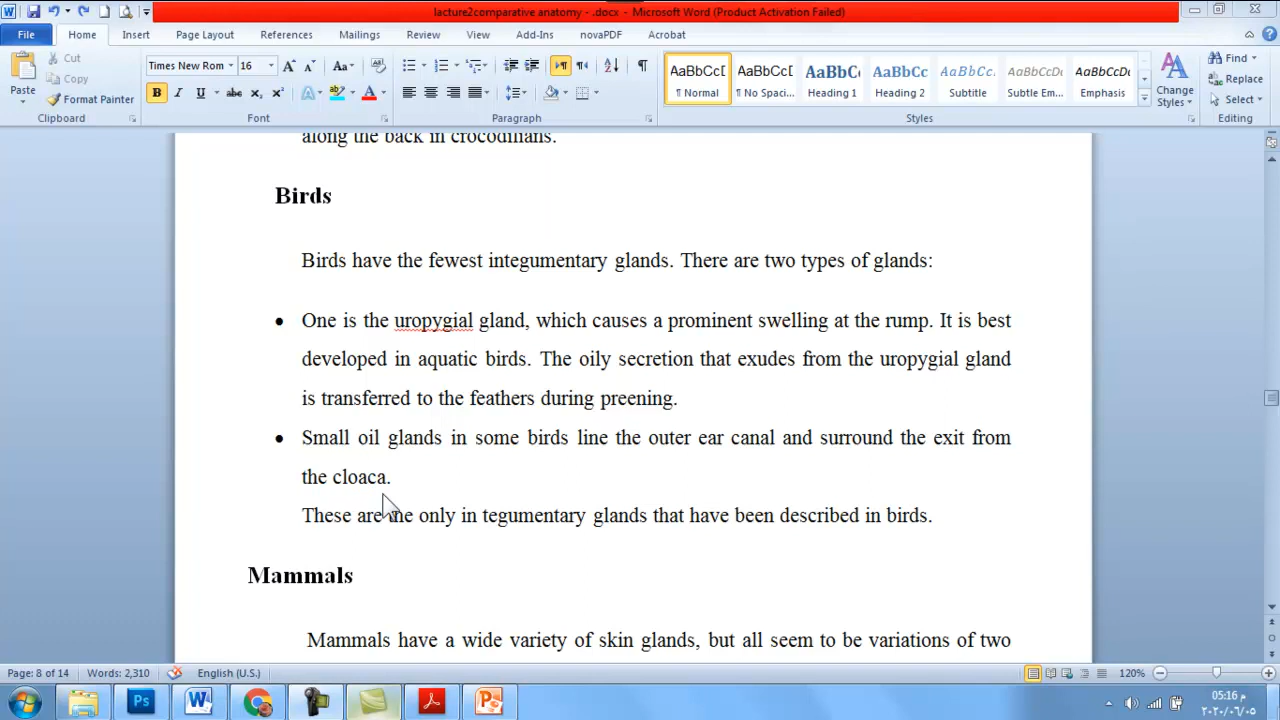 lacture2comparative anatomy - .docx - Microsoft Word (Product Activation Failed)
File Home Insert Page Layout References Mailings Review View Add-Ins novaPDF Acrobat
Paste Cut Copy Format Painter
Clipboard
Times New Rom 16
Font
Paragraph
AaBbCcD AaBbCcD AaBbC AaBbCc AaBbCc. AaBbCcDc AaBbCcDc
¶ Normal ¶ No Spaci... Heading 1 Heading 2 Subtitle Subtle Em... Emphasis
Change Styles
Styles
Find Replace Select
Editing
along the back in crocodilians.
Birds
Birds have the fewest integumentary glands. There are two types of glands:
• One is the uropygial gland, which causes a prominent swelling at the rump. It is best
developed in aquatic birds. The oily secretion that exudes from the uropygial gland
is transferred to the feathers during preening.
• Small oil glands in some birds line the outer ear canal and surround the exit from
the cloaca.
These are the only in tegumentary glands that have been described in birds.
Mammals
Mammals have a wide variety of skin glands, but all seem to be variations of two
Page: 8 of 14 Words: 2,310 English (U.S.) 120%
05:16 م
٢٠٢٠/٠٦/٠٥